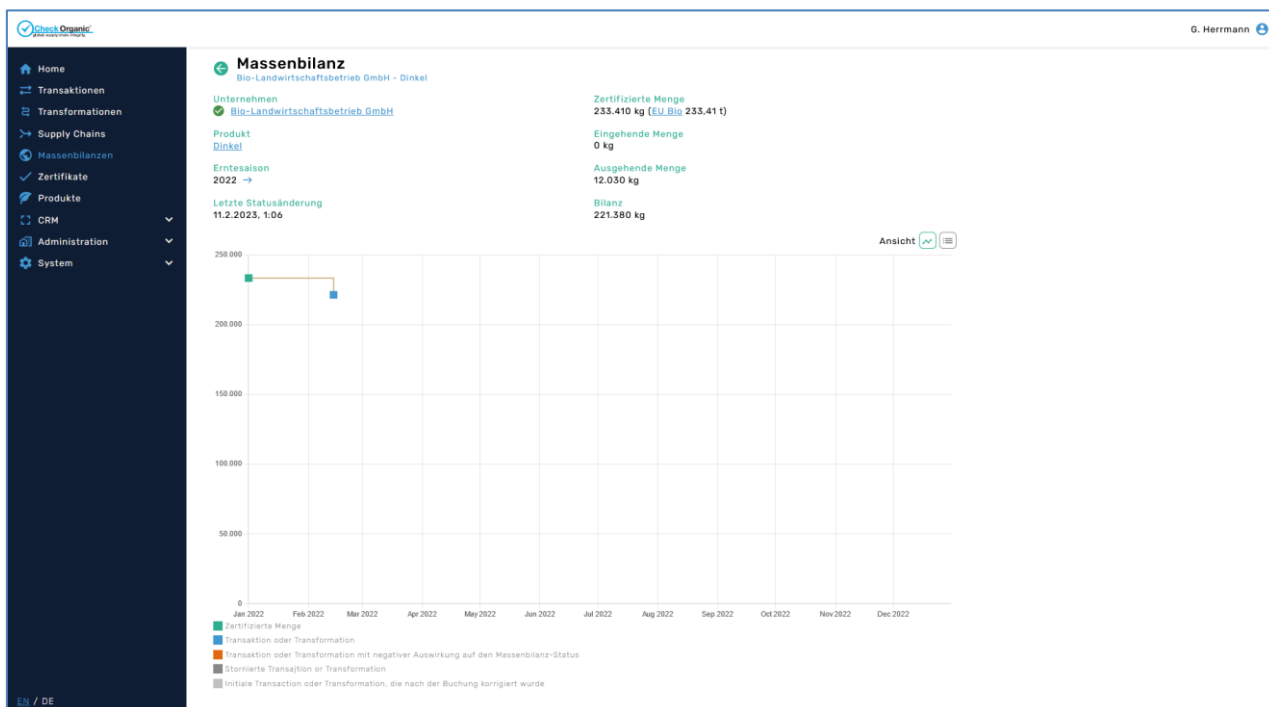 CheckOrganic
global supply chain integrity
G. Herrmann
Home
Transaktionen
Transformationen
Supply Chains
Massenbilanzen
Zertifikate
Produkte
CRM
Administration
System
EN / DE
Massenbilanz
Bio-Landwirtschaftsbetrieb GmbH - Dinkel
Unternehmen
Bio-Landwirtschaftsbetrieb GmbH
Produkt
Dinkel
Erntesaison
2022 →
Letzte Statusänderung
11.2.2023, 1:06
Zertifizierte Menge
233.410 kg (EU Bio 233,41 t)
Eingehende Menge
0 kg
Ausgehende Menge
12.030 kg
Bilanz
221.380 kg
Ansicht
250.000
200.000
150.000
100.000
50.000
0
Jan 2022 Feb 2022 Mar 2022 Apr 2022 May 2022 Jun 2022 Jul 2022 Aug 2022 Sep 2022 Oct 2022 Nov 2022 Dec 2022
Zertifizierte Menge
Transaktion oder Transformation
Transaktion oder Transformation mit negativer Auswirkung auf den Massenbilanz-Status
Stornierte Transajtion or Transformation
Initiale Transaction oder Transformation, die nach der Buchung korrigiert wurde